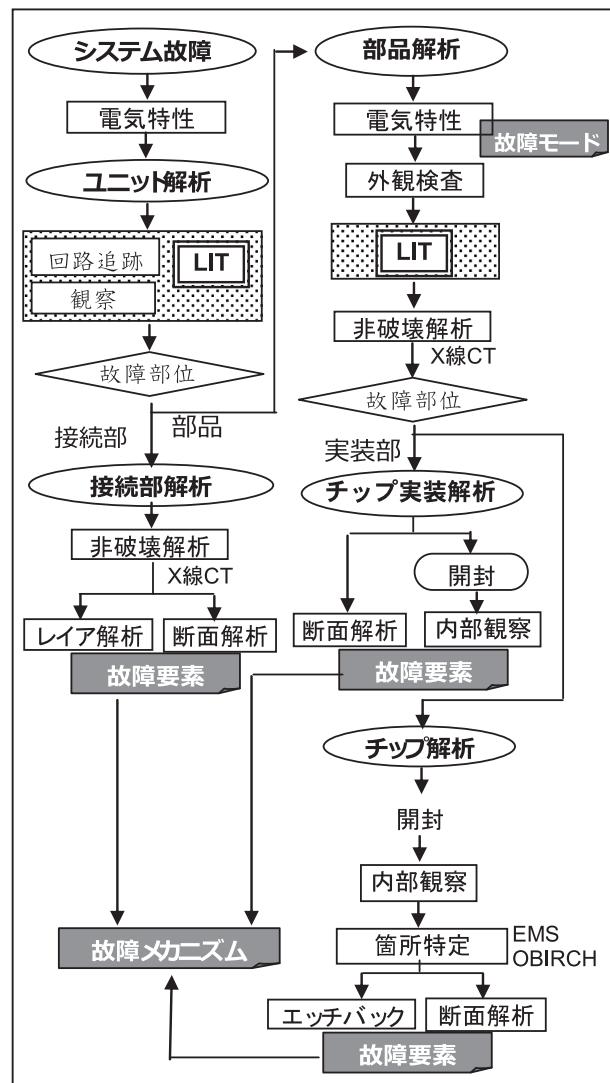 システム故障
電気特性
ユニット解析
回路追跡
LIT
観察
故障部位
接続部
部品
接続部解析
非破壊解析
X線CT
レイア解析
断面解析
故障要素
部品解析
電気特性
故障モード
外観検査
LIT
非破壊解析
X線CT
故障部位
実装部
チップ実装解析
開封
断面解析
内部観察
故障要素
チップ解析
開封
内部観察
箇所特定
EMS
OBIRCH
エッチバック
断面解析
故障要素
故障メカニズム